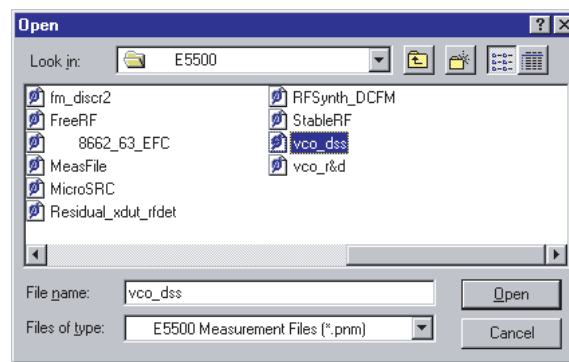 Open
Look in: E5500
fm_discr2
FreeRF
8662_63_EFC
MeasFile
MicroSRC
Residual_xdut_rfdet
RFSynth_DCFM
StableRF
vco_dss
vco_r&d
File name: vco_dss Open
Files of type: E5500 Measurement Files (*.pnm) Cancel